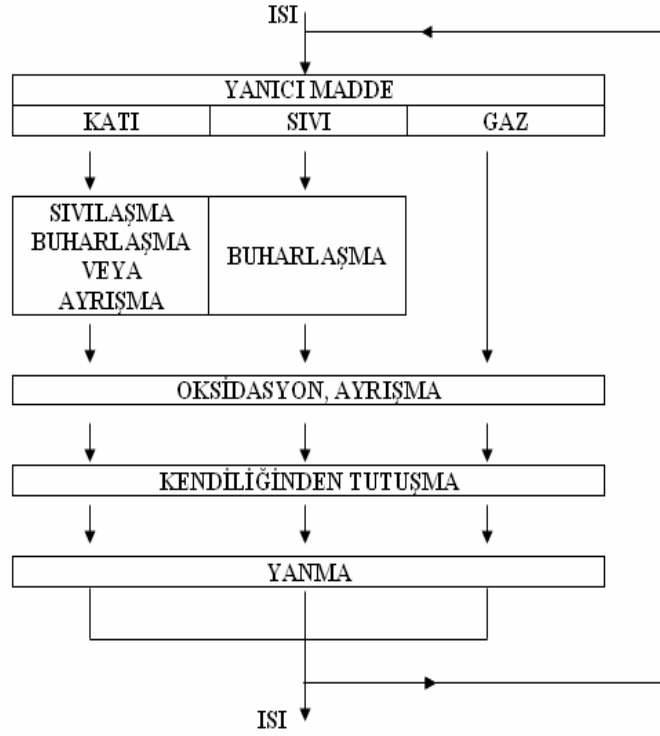 ISI
YANICI MADDE
KATI SIVI GAZ
SIVILAŞMA
BUHARLAŞMA
VEYA
AYRIŞMA
BUHARLAŞMA
OKSİDASYON, AYRIŞMA
KENDİLİĞİNDEN TUTUŞMA
YANMA
ISI